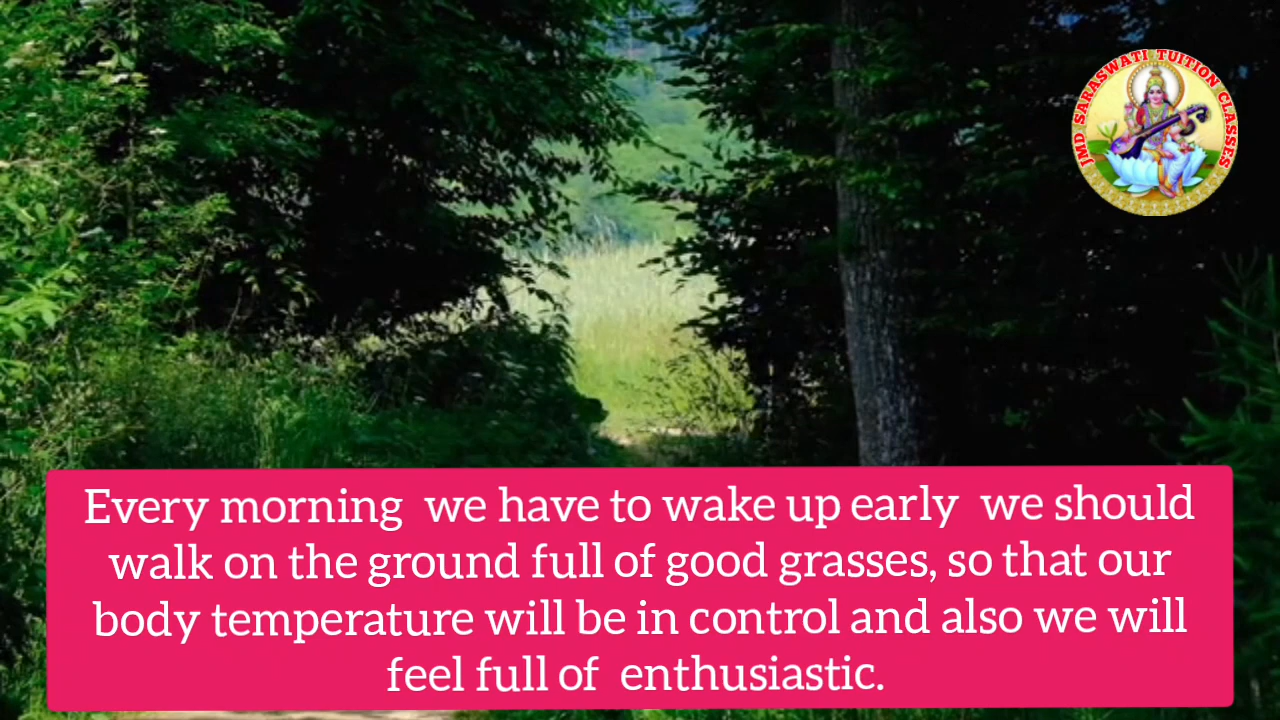 JMD SARASWATI TUITION CLASSES
Every morning we have to wake up early we should
walk on the ground full of good grasses, so that our
body temperature will be in control and also we will
feel full of enthusiastic.